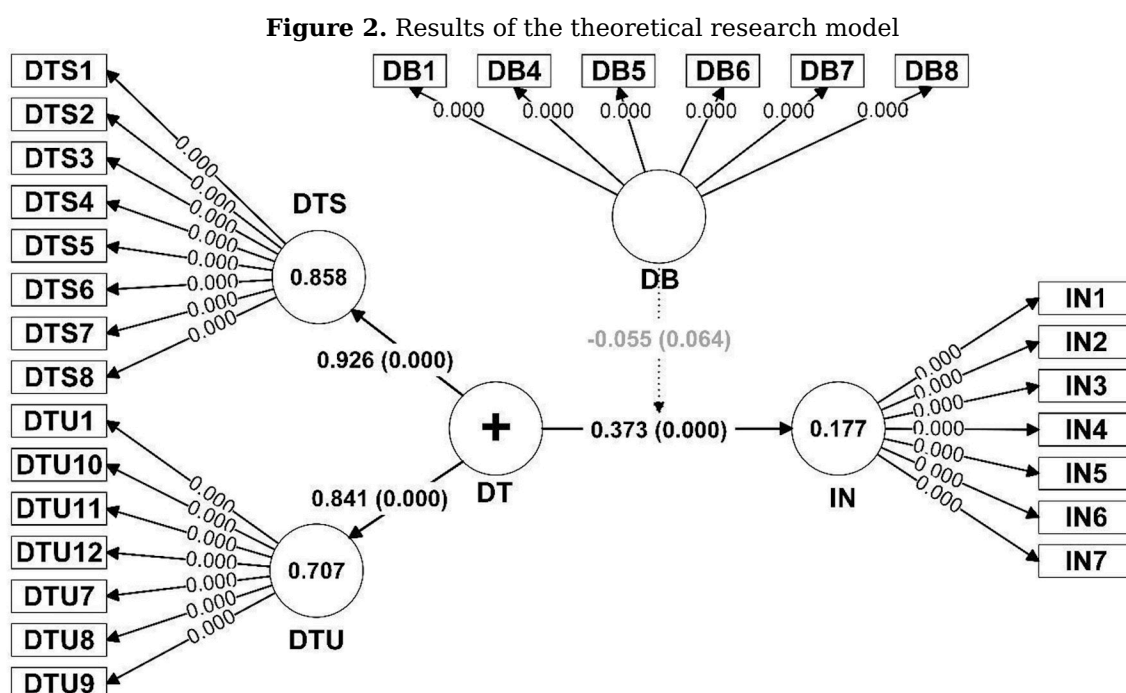 Figure 2. Results of the theoretical research model
DTS1
DTS2
DTS3
DTS4
DTS5
DTS6
DTS7
DTS8
0.000
0.000
0.000
0.000
0.000
0.000
0.000
0.000
DTS
0.858
DB1 DB4 DB5 DB6 DB7 DB8
0.000 0.000 0.000 0.000 0.000 0.000
DB
-0.055 (0.064)
0.926 (0.000)
+
DT
0.373 (0.000)
0.841 (0.000)
DTU1
DTU10
DTU11
DTU12
DTU7
DTU8
DTU9
0.000
0.000
0.000
0.000
0.000
0.000
0.000
0.707
DTU
0.177
IN
0.000
0.000
0.000
0.000
0.000
0.000
0.000
IN1
IN2
IN3
IN4
IN5
IN6
IN7